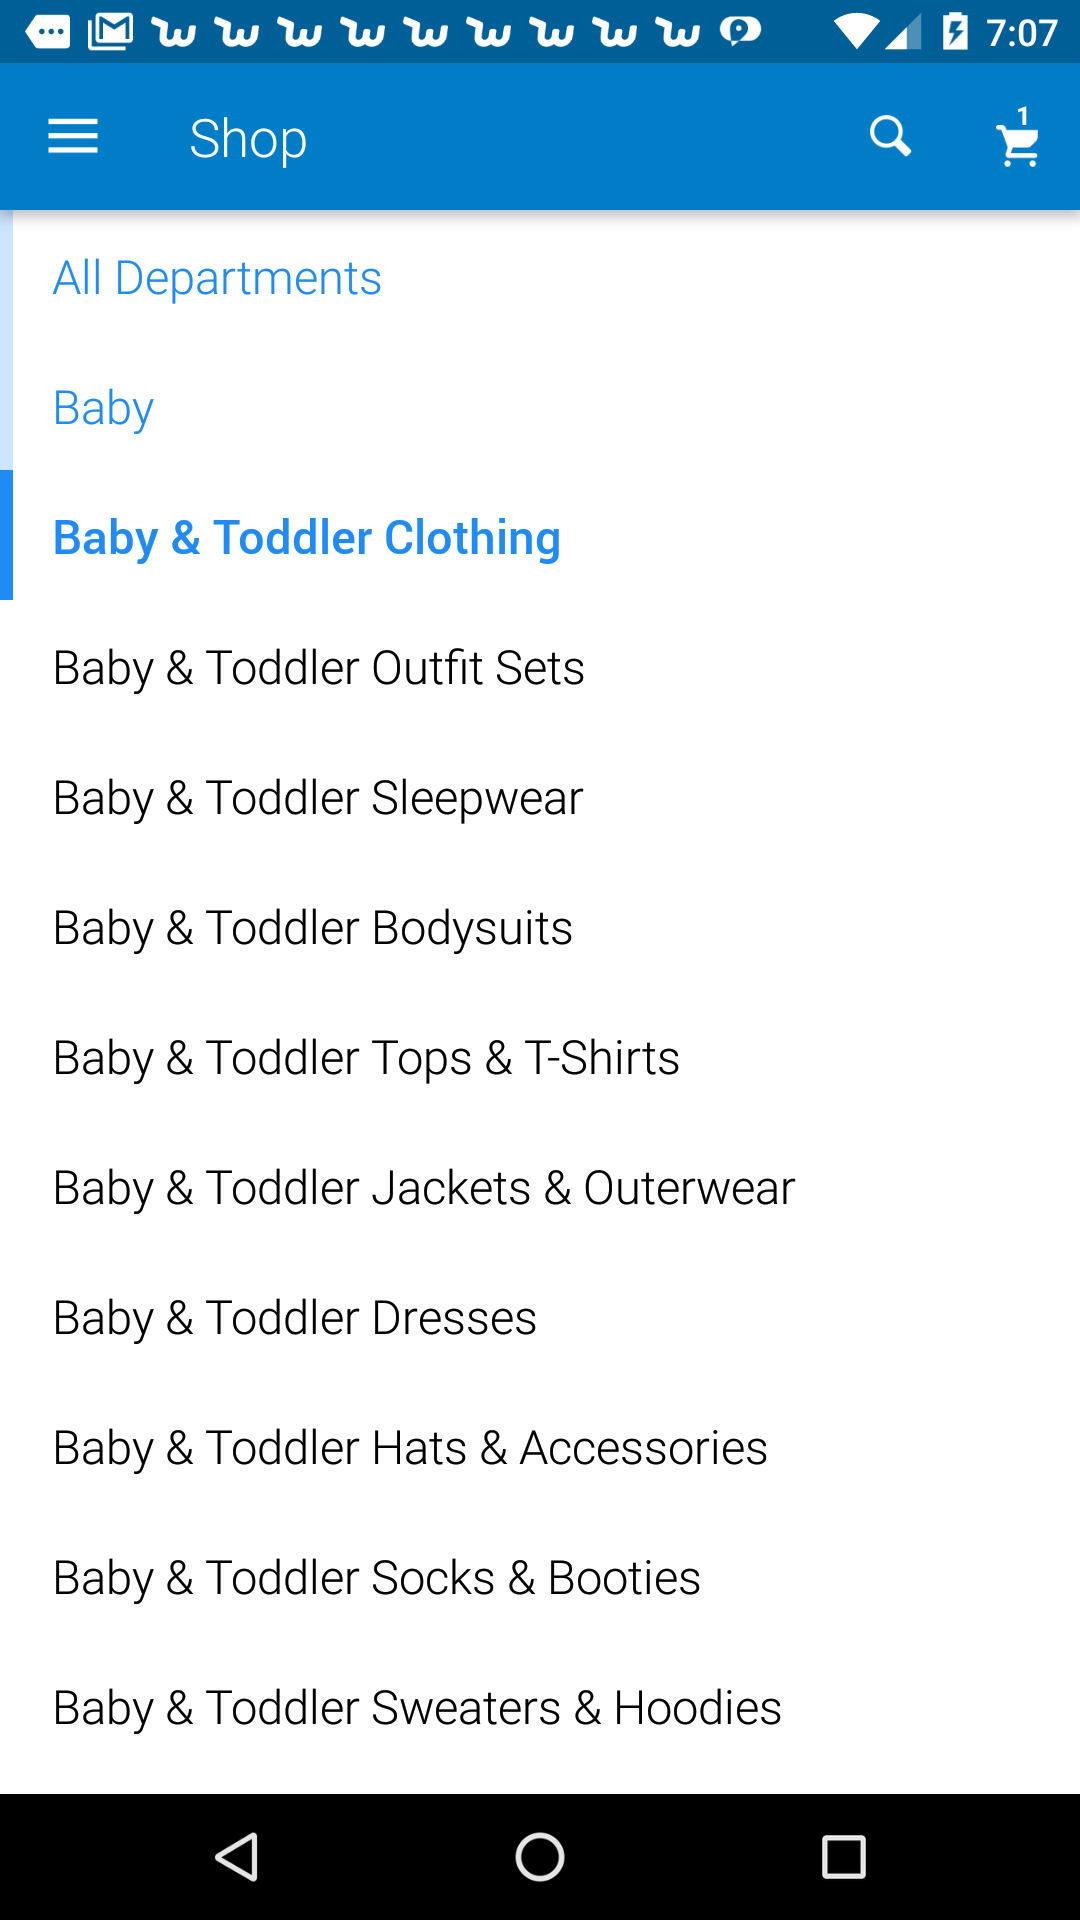 7:07
Shop
1
All Departments
Baby
Baby & Toddler Clothing
Baby & Toddler Outfit Sets
Baby & Toddler Sleepwear
Baby & Toddler Bodysuits
Baby & Toddler Tops & T-Shirts
Baby & Toddler Jackets & Outerwear
Baby & Toddler Dresses
Baby & Toddler Hats & Accessories
Baby & Toddler Socks & Booties
Baby & Toddler Sweaters & Hoodies